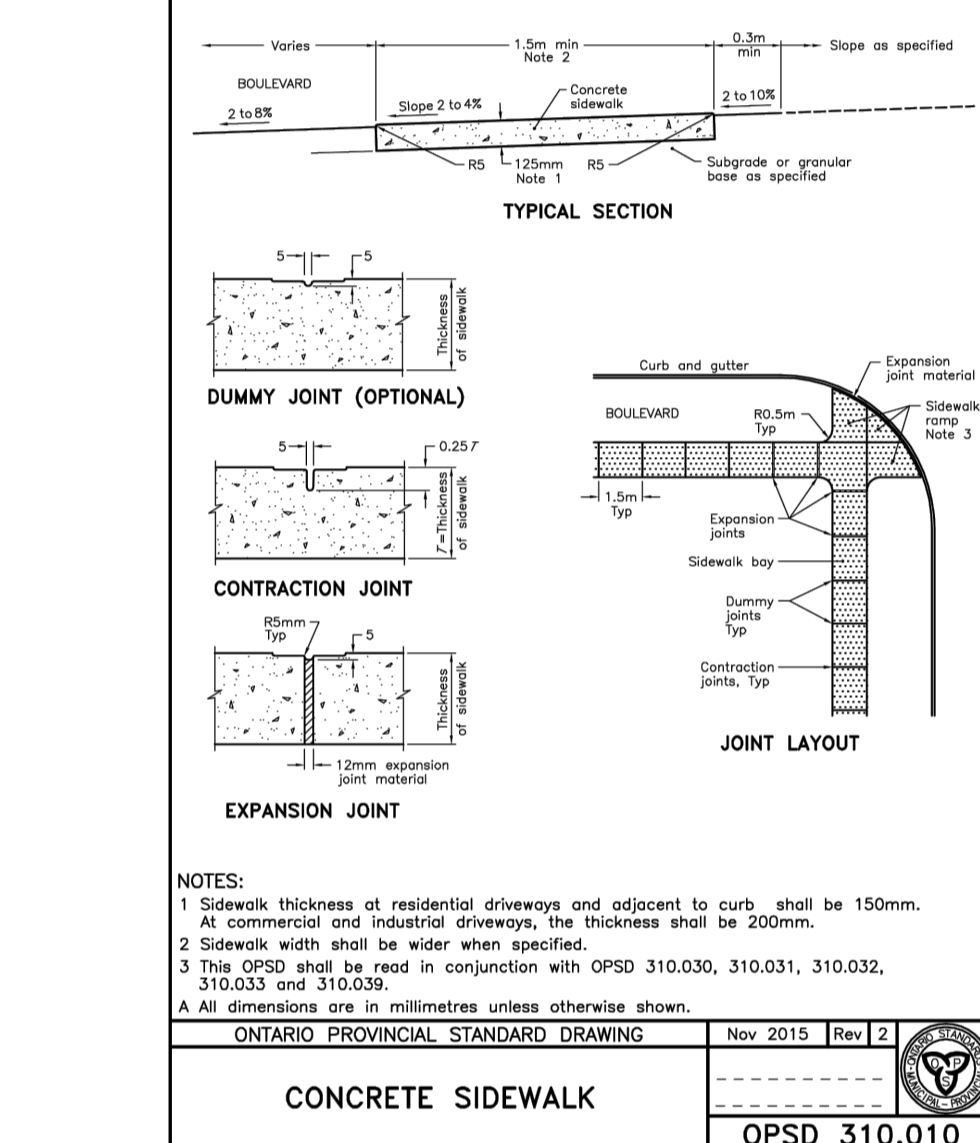 Varies
1.5m min
Note 2
0.3m
min
Slope as specified
BOULEVARD
2 to 8%
Slope 2 to 4%
Concrete
sidewalk
2 to 10%
R5
125mm
Note 1
R5
Subgrade or granular
base as specified
TYPICAL SECTION
5
5
Thickness
of sidewalk
DUMMY JOINT (OPTIONAL)
5
0.25T
T=Thickness
of sidewalk
CONTRACTION JOINT
R5mm
Typ
5
Thickness
of sidewalk
12mm expansion
joint material
EXPANSION JOINT
Curb and gutter
Expansion
joint material
BOULEVARD
R0.5m
Typ
Sidewalk
ramp
Note 3
1.5m
Typ
Expansion
joints
Sidewalk bay
Dummy
joints
Typ
Contraction
joints, Typ
JOINT LAYOUT
NOTES:
1 Sidewalk thickness at residential driveways and adjacent to curb shall be 150mm.
At commercial and industrial driveways, the thickness shall be 200mm.
2 Sidewalk width shall be wider when specified.
3 This OPSD shall be read in conjunction with OPSD 310.030, 310.031, 310.032,
310.033 and 310.039.
A All dimensions are in millimetres unless otherwise shown.
ONTARIO PROVINCIAL STANDARD DRAWING
Nov 2015
Rev
2
CONCRETE SIDEWALK
OPS
OPSD 310.010